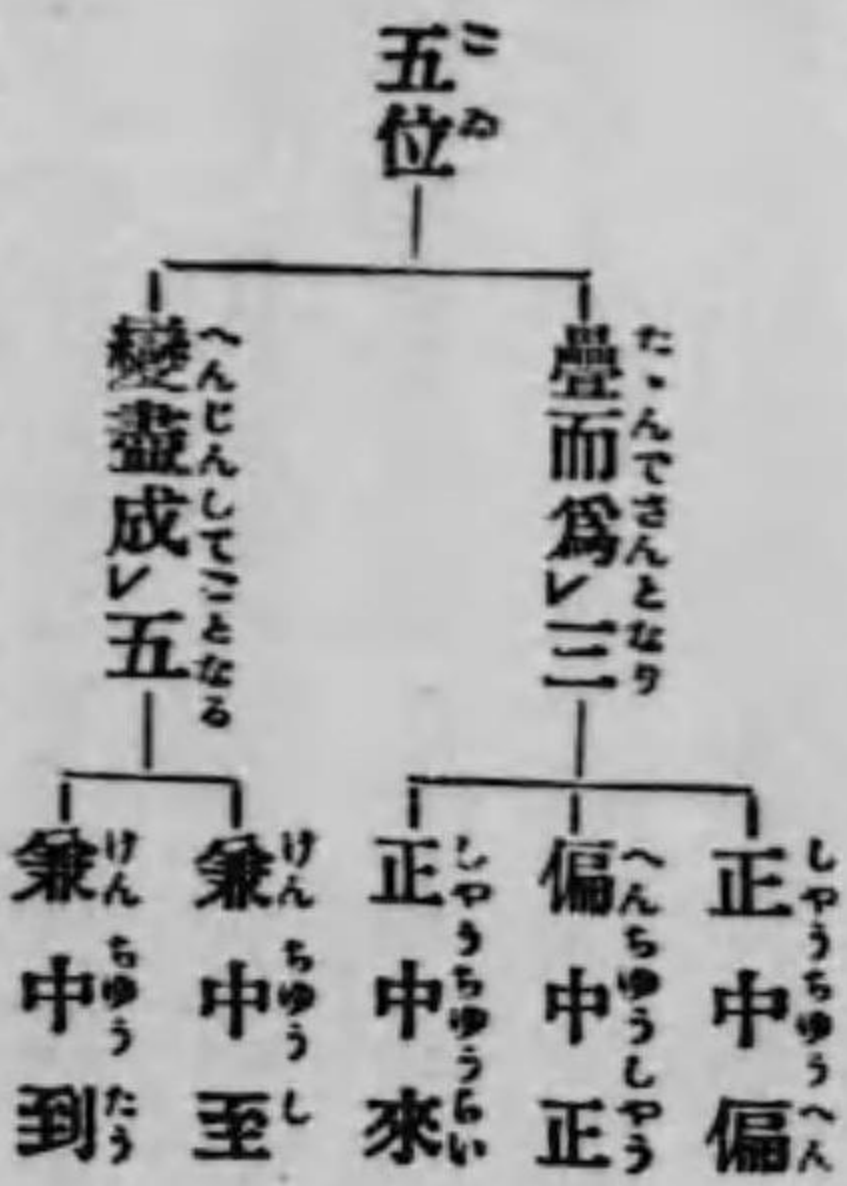 五位
ごゐ
疊而爲レ三
たゝんでさんとなり
變盡成レ五
へんじんしてごとなる
正中偏
しやうちゆうへん
偏中正
へんちゆうしやう
正中來
しやうちゆうらい
兼中至
けんちゆうし
兼中到
けんちゆうたう